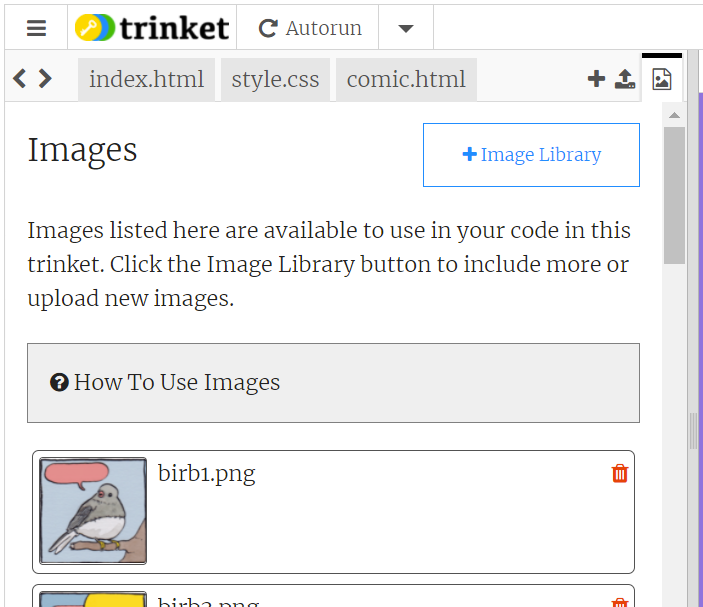 trinket Autorun
index.html style.css comic.html
Images
Image Library
Images listed here are available to use in your code in this
trinket. Click the Image Library button to include more or
upload new images.
How To Use Images
birb1.png
birb2.png